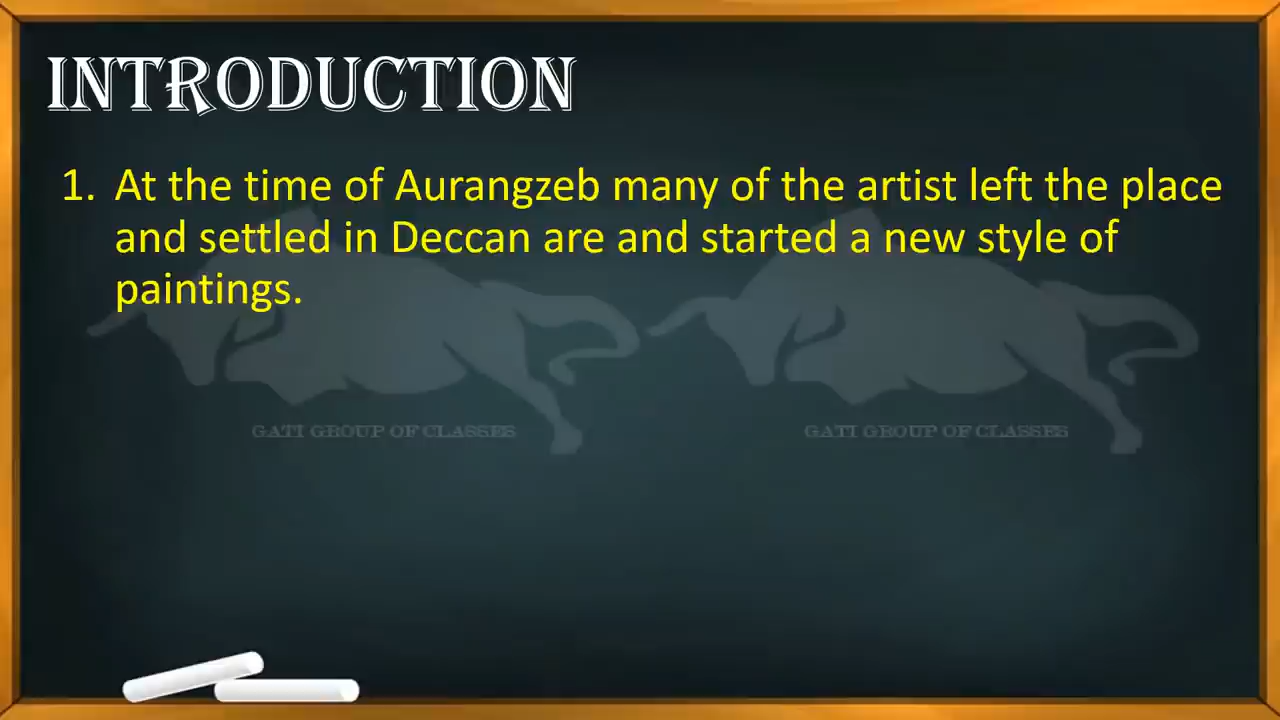 INTRODUCTION
1. At the time of Aurangzeb many of the artist left the place
and settled in Deccan are and started a new style of
paintings.
GATI GROUP OF CLASSES GATI GROUP OF CLASSES